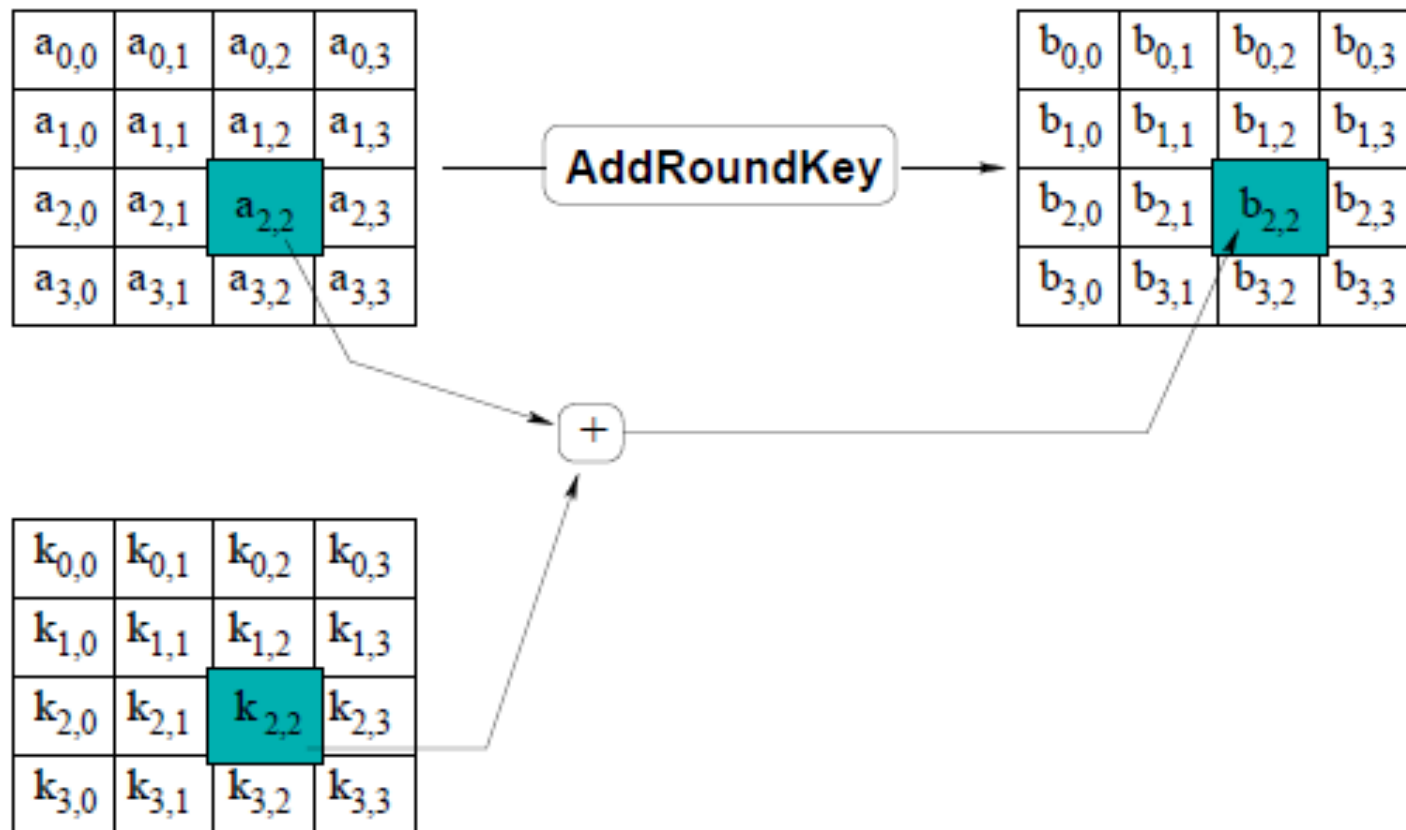 a0,0 a0,1 a0,2 a0,3
a1,0 a1,1 a1,2 a1,3
a2,0 a2,1 a2,2 a2,3
a3,0 a3,1 a3,2 a3,3
AddRoundKey
b0,0 b0,1 b0,2 b0,3
b1,0 b1,1 b1,2 b1,3
b2,0 b2,1 b2,2 b2,3
b3,0 b3,1 b3,2 b3,3
+
k0,0 k0,1 k0,2 k0,3
k1,0 k1,1 k1,2 k1,3
k2,0 k2,1 k2,2 k2,3
k3,0 k3,1 k3,2 k3,3